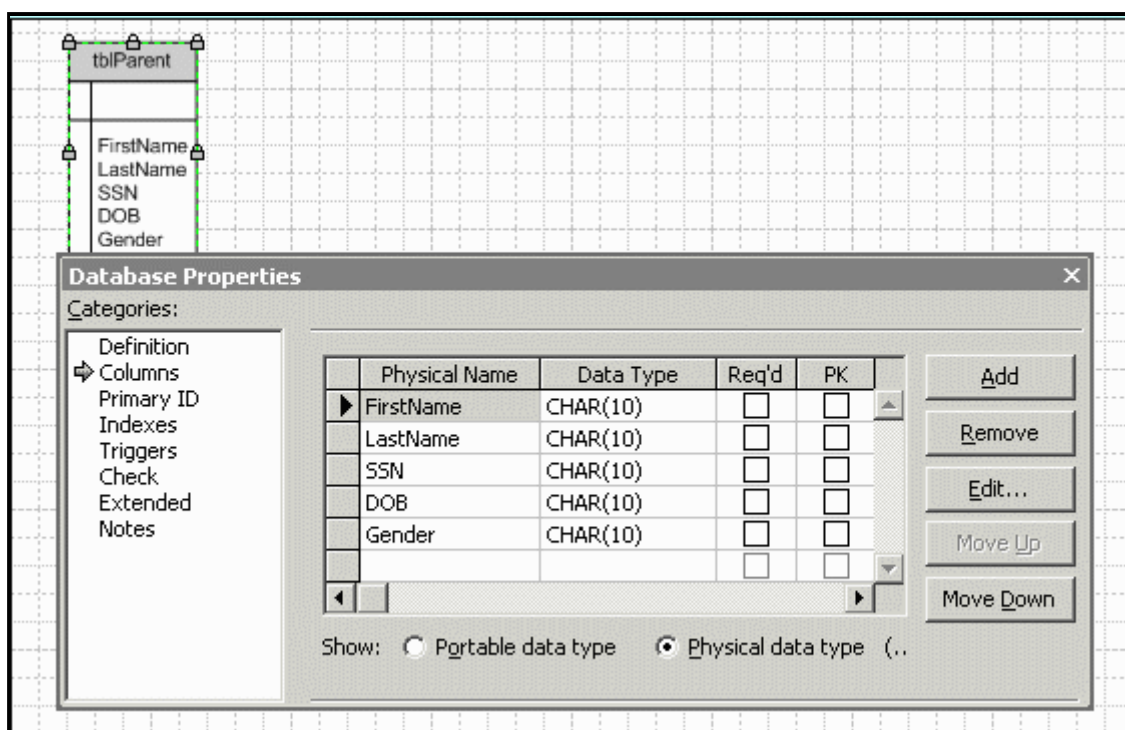 tblParent
FirstName
LastName
SSN
DOB
Gender
Database Properties
Categories:
Definition
Columns
Primary ID
Indexes
Triggers
Check
Extended
Notes
Physical Name Data Type Req'd PK
FirstName CHAR(10)
LastName CHAR(10)
SSN CHAR(10)
DOB CHAR(10)
Gender CHAR(10)
Add
Remove
Edit...
Move Up
Move Down
Show: Portable data type Physical data type (..